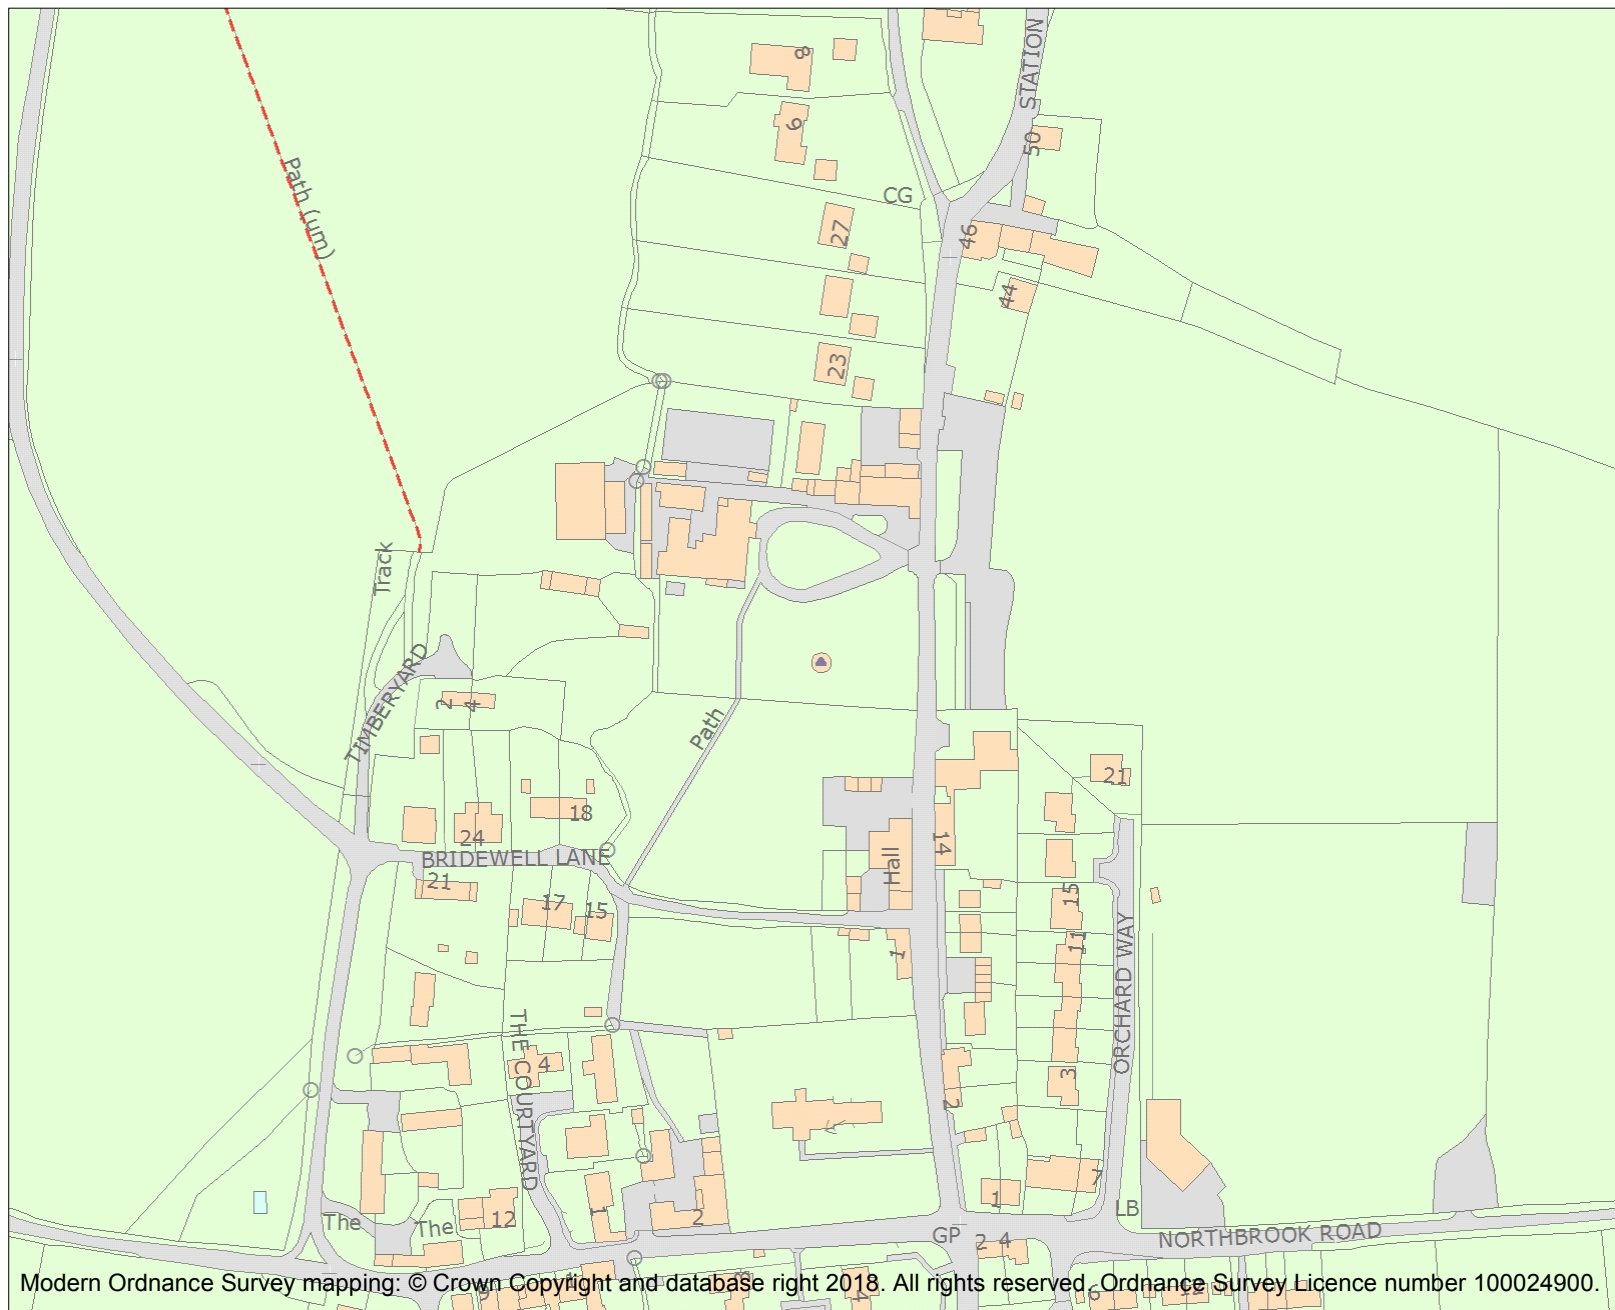 STATION
8
9
50
Path (um)
CG
27
46
44
23
Track
TIMBERYARD
2
4
Path
21
18
24
14
BRIDEWELL LANE
Hall
21
17
15
15
11
1
ORCHARD WAY
THE COURTYARD
4
3
2
7
LB
1
The
The
12
1
2
GP
2 4
NORTHBROOK ROAD
6
12
Modern Ordnance Survey mapping: © Crown Copyright and database right 2018. All rights reserved. Ordnance Survey Licence number 100024900.